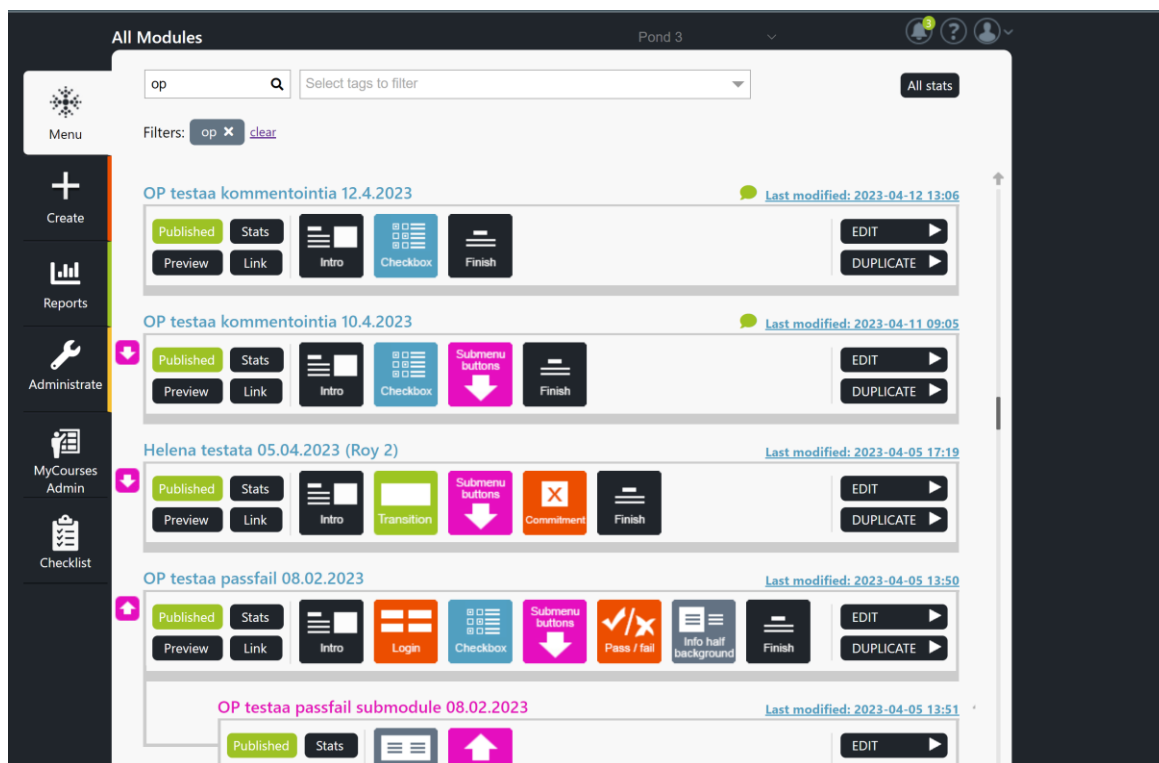 All Modules
Pond 3
3
?
op
Select tags to filter
All stats
Filters: op ✖ clear
Menu
Create
Reports
Administrate
MyCourses
Admin
Checklist
OP testaa kommentointia 12.4.2023
Last modified: 2023-04-12 13:06
Published Stats
Preview Link
Intro Checkbox Finish
EDIT
DUPLICATE
OP testaa kommentointia 10.4.2023
Last modified: 2023-04-11 09:05
Published Stats
Preview Link
Intro Checkbox
Submenu
buttons
Finish
EDIT
DUPLICATE
Helena testata 05.04.2023 (Roy 2)
Last modified: 2023-04-05 17:19
Published Stats
Preview Link
Intro Transition
Submenu
buttons
Commitment Finish
EDIT
DUPLICATE
OP testaa passfail 08.02.2023
Last modified: 2023-04-05 13:50
Published Stats
Preview Link
Intro Login Checkbox
Submenu
buttons
Pass / fail
Info half
background
Finish
EDIT
DUPLICATE
OP testaa passfail submodule 08.02.2023
Last modified: 2023-04-05 13:51
Published Stats
EDIT